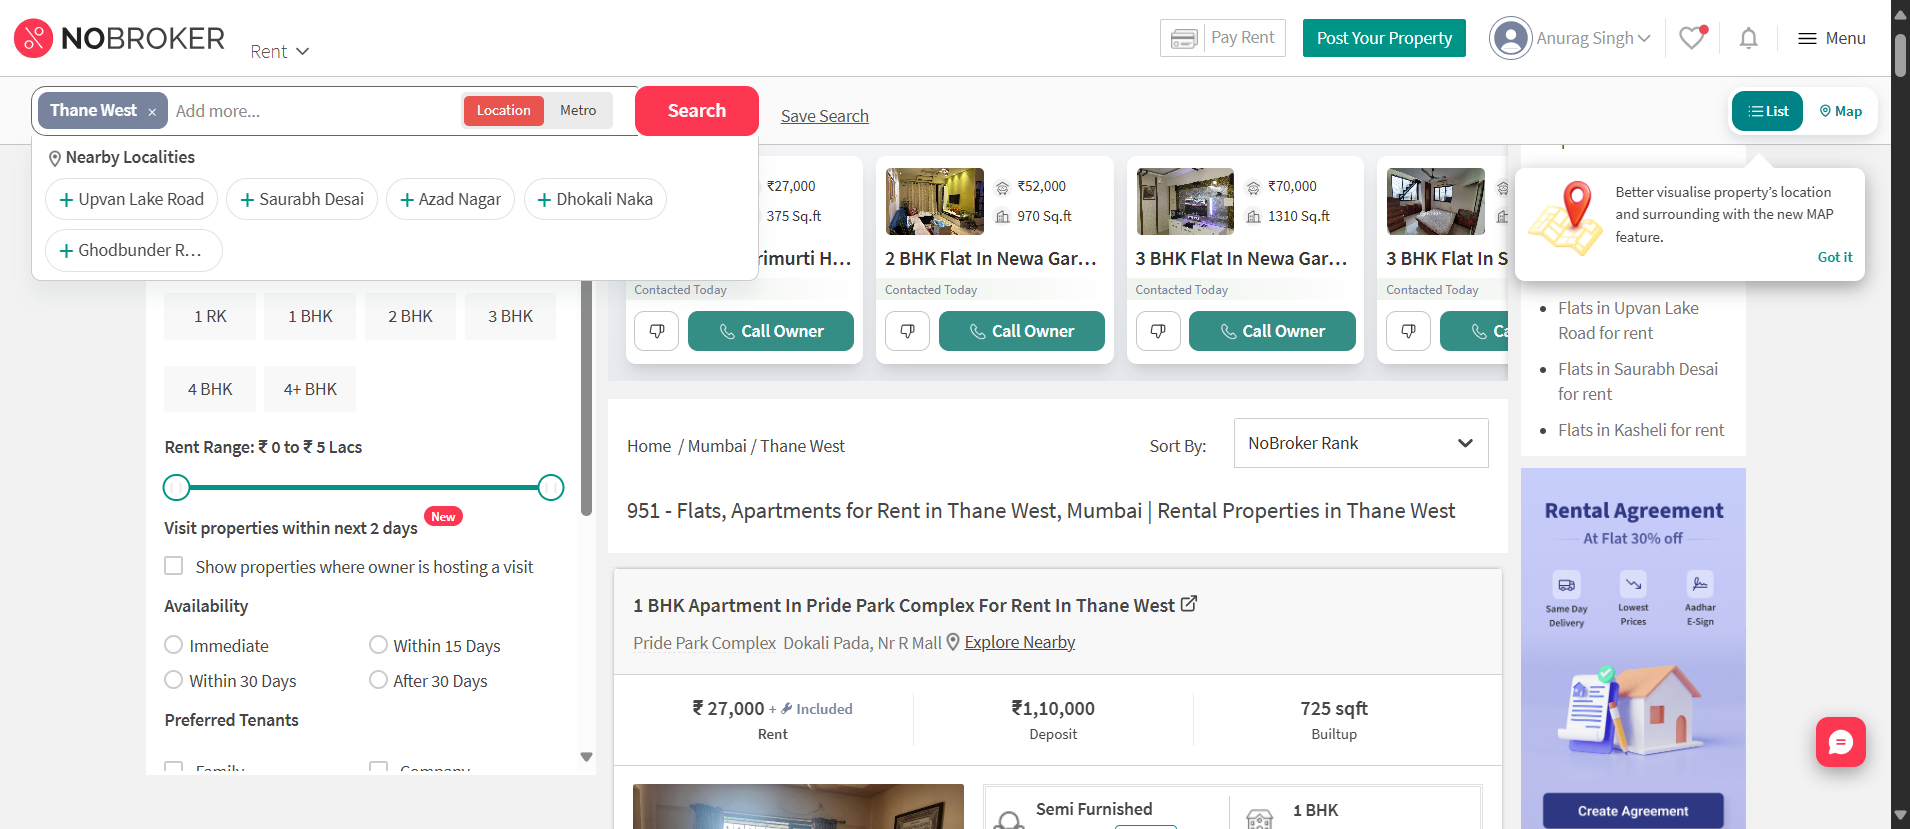 NOBROKER
Rent
Pay Rent
Post Your Property
Anurag Singh
Menu
Thane West ×
Add more...
Location
Metro
Search
Save Search
List
Map
Nearby Localities
+ Upvan Lake Road
+ Saurabh Desai
+ Azad Nagar
+ Dhokali Naka
+ Ghodbunder R...
₹27,000
375 Sq.ft
rimurti H...
Contacted Today
Call Owner
₹52,000
970 Sq.ft
2 BHK Flat In Newa Gar...
Contacted Today
Call Owner
₹70,000
1310 Sq.ft
3 BHK Flat In Newa Gar...
Contacted Today
Call Owner
3 BHK Flat In S
Contacted Today
Ca
Better visualise property's location
and surrounding with the new MAP
feature.
Got it
Flats in Upvan Lake
Road for rent
Flats in Saurabh Desai
for rent
Flats in Kasheli for rent
1 RK
1 BHK
2 BHK
3 BHK
4 BHK
4+ BHK
Rent Range: ₹ 0 to ₹ 5 Lacs
Visit properties within next 2 days
New
Show properties where owner is hosting a visit
Availability
Immediate
Within 15 Days
Within 30 Days
After 30 Days
Preferred Tenants
Family
Company
Home / Mumbai / Thane West
Sort By:
NoBroker Rank
951 - Flats, Apartments for Rent in Thane West, Mumbai | Rental Properties in Thane West
1 BHK Apartment In Pride Park Complex For Rent In Thane West
Pride Park Complex Dokali Pada, Nr R Mall
Explore Nearby
₹ 27,000 + Included
Rent
₹1,10,000
Deposit
725 sqft
Builtup
Semi Furnished
1 BHK
Rental Agreement
At Flat 30% off
Same Day
Delivery
Lowest
Prices
Aadhar
E-Sign
Create Agreement